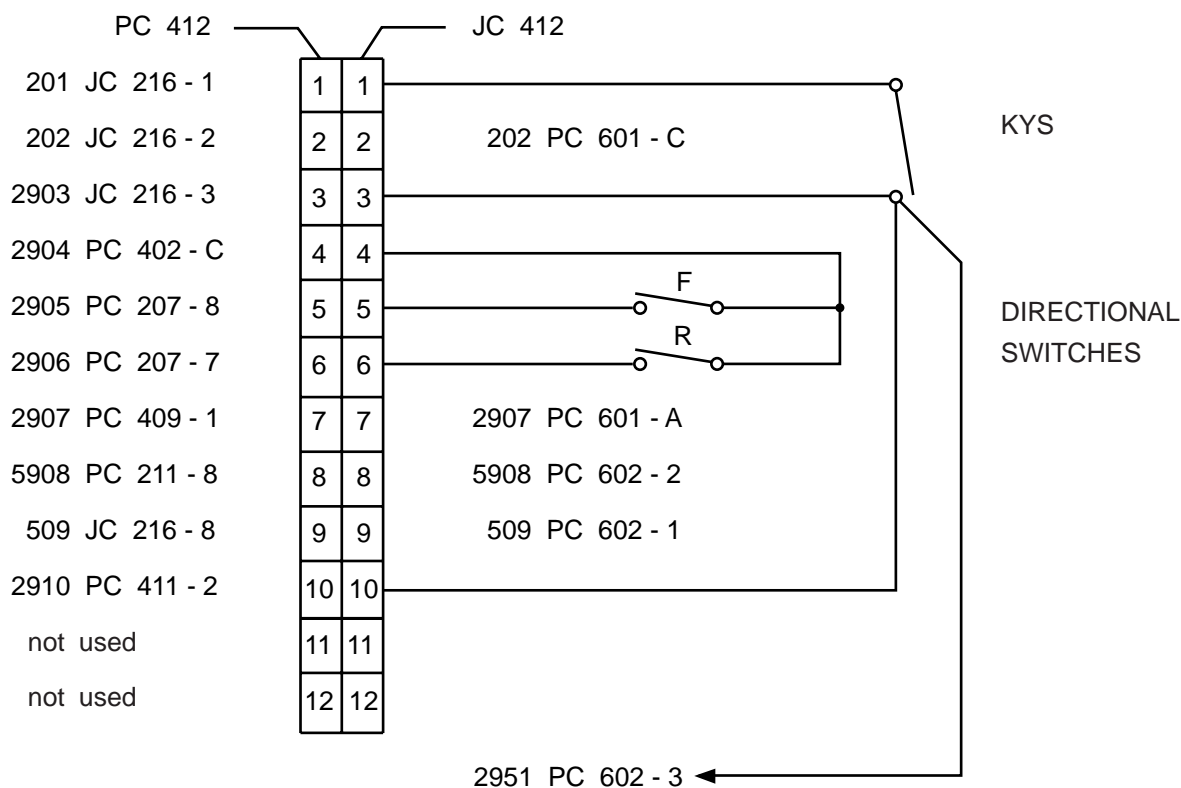 PC 412 JC 412
201 JC 216 - 1 1 1
202 JC 216 - 2 2 2 202 PC 601 - C KYS
2903 JC 216 - 3 3 3
2904 PC 402 - C 4 4
F
2905 PC 207 - 8 5 5 DIRECTIONAL
R
2906 PC 207 - 7 6 6 SWITCHES
2907 PC 409 - 1 7 7 2907 PC 601 - A
5908 PC 211 - 8 8 8 5908 PC 602 - 2
509 JC 216 - 8 9 9 509 PC 602 - 1
2910 PC 411 - 2 10 10
not used 11 11
not used 12 12
2951 PC 602 - 3